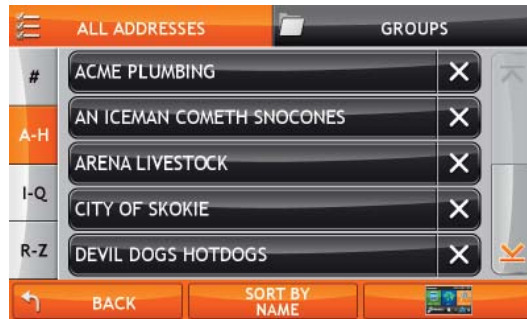 ALL ADDRESSES
GROUPS
#
ACME PLUMBING
AN ICEMAN COMETH SNOCONES
A-H
ARENA LIVESTOCK
I-Q
CITY OF SKOKIE
R-Z
DEVIL DOGS HOTDOGS
BACK
SORT BY
NAME